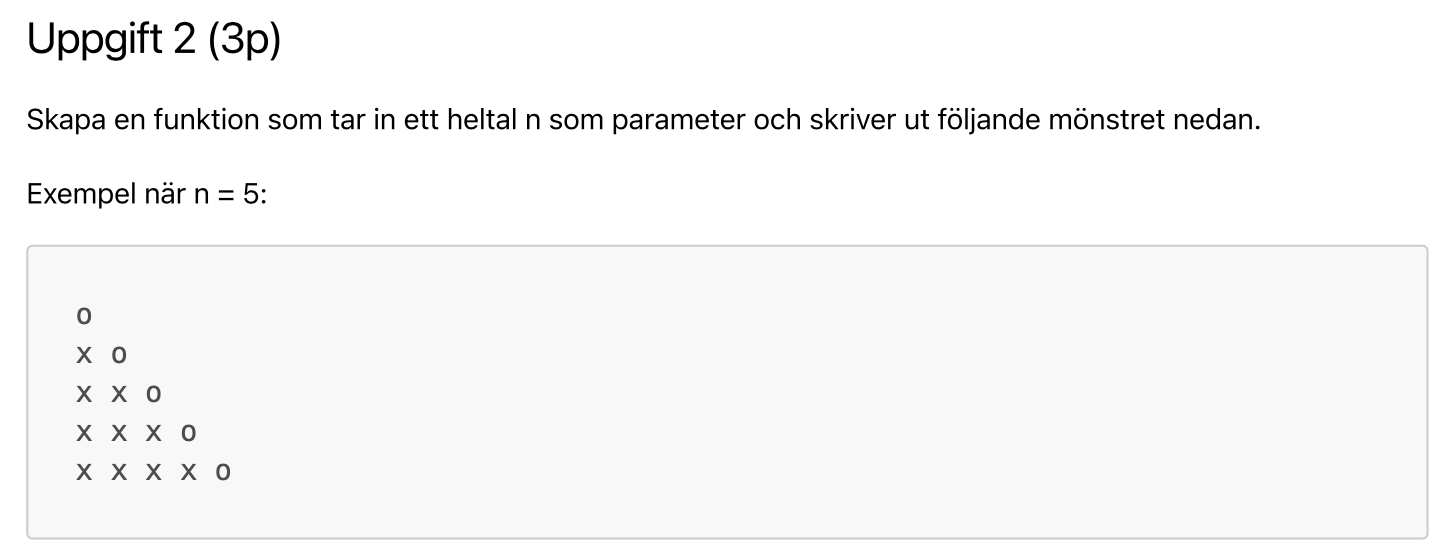 Uppgift 2 (3p)
Skapa en funktion som tar in ett heltal n som parameter och skriver ut följande mönstret nedan.
Exempel när n = 5:
o
x o
x x o
x x x o
x x x x o